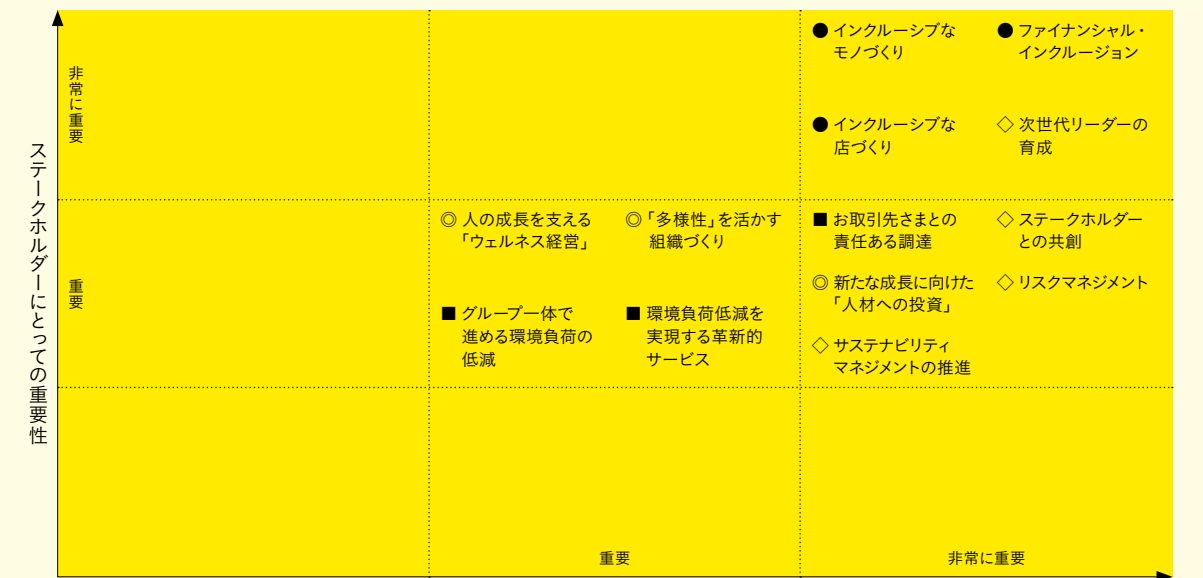 ステークホルダーにとっての重要性
非常に重要
● インクルーシブな
モノづくり
● ファイナンシャル・
インクルージョン
● インクルーシブな
店づくり
◇ 次世代リーダーの
育成
重要
◎ 人の成長を支える
「ウェルネス経営」
◎ 「多様性」を活かす
組織づくり
■ グループ一体で
進める環境負荷の
低減
■ 環境負荷低減を
実現する革新的
サービス
■ お取引先さまとの
責任ある調達
◇ ステークホルダー
との共創
◎ 新たな成長に向けた
「人材への投資」
◇ リスクマネジメント
◇ サステナビリティ
マネジメントの推進
重要
非常に重要